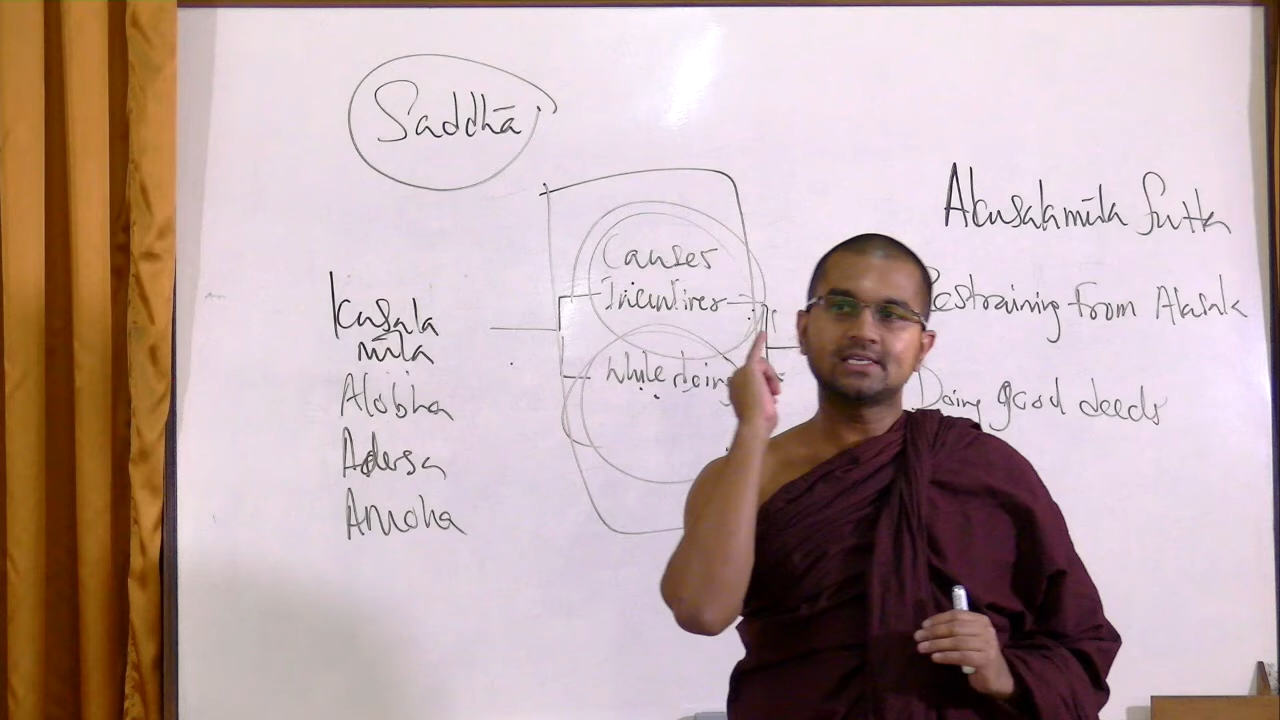 Saddhā
Akusalamūla Sutta
Causes
Incentives
Kusala
mūla
Restraining from Akusala
While doing
Alobha
Doing good deeds
Adosa
Amoha